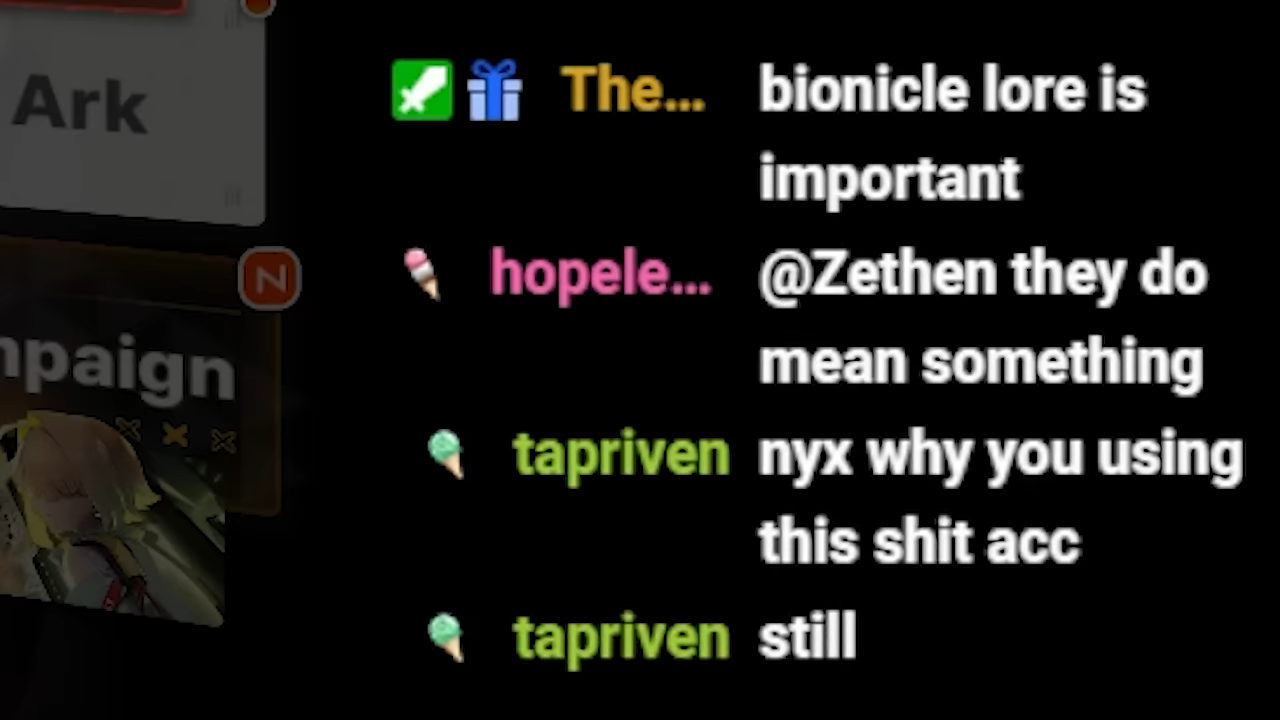 Ark
The... bionicle lore is
important
hopele... @Zethen they do
N
mean something
mpaign
tapriven nyx why you using
this shit acc
tapriven still